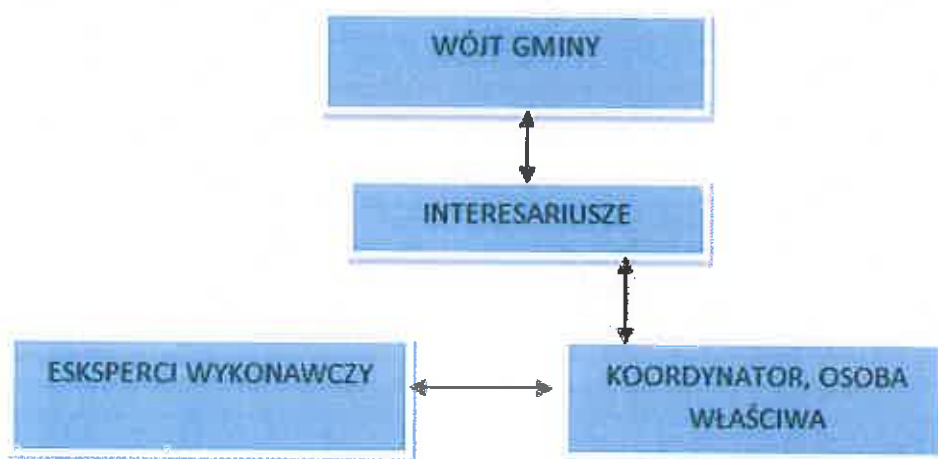 WÓJT GMINY
INTERESARIUSZE
ESKSPERCI WYKONAWCZY
KOORDYNATOR, OSOBA
WŁAŚCIWA